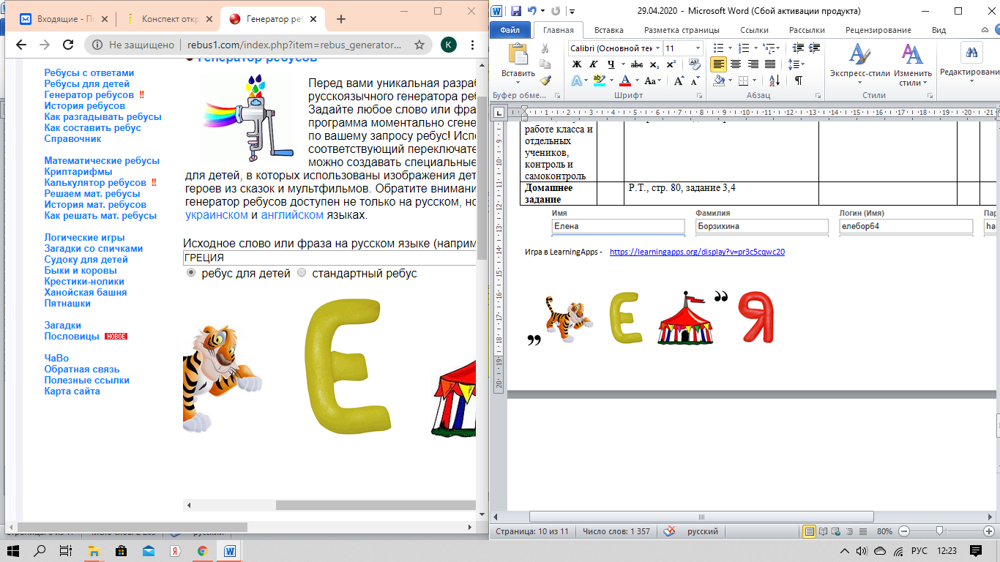 Входящие - По
Конспект откр
Генератор реб
Не защищено
rebus1.com/index.php?item=rebus_generator...
K
Генератор ребусов
Ребусы с ответами
Ребусы для детей
Генератор ребусов !!
История ребусов
Как разгадывать ребусы
Как составить ребус
Справочник
Математические ребусы
Криптарифмы
Калькулятор ребусов !!
Решаем мат. ребусы
История мат. ребусов
Как решать мат. ребусы
Логические игры
Загадки со спичками
Судоку для детей
Быки и коровы
Крестики-нолики
Ханойская башня
Пятнашки
Загадки
Пословицы НОВОЕ
ЧаВо
Обратная связь
Полезные ссылки
Карта сайта
Перед вами уникальная разраб
русскоязычного генератора реб
Задайте любое слово или фра
программа моментально сгене
по вашему запросу ребус! Испо
соответствующий переключате
можно создавать специальные
для детей, в которых использованы изображения дет
героев из сказок и мультфильмов. Обратите внимани
генератор ребусов доступен не только на русском, но
украинском и английском языках.
Исходное слово или фраза на русском языке (наприм
ГРЕЦИЯ
ребус для детей стандартный ребус
Е
29.04.2020 - Microsoft Word (Сбой активации продукта)
Файл Главная Вставка Разметка страницы Ссылки Рассылки Рецензирование Вид
Вставить
Calibri (Основной тек 11
Экспресс-стили
Изменить стили
Редактировани
Буфер обме... Шрифт Абзац Стили
работе класса и
отдельных
учеников,
контроль и
самоконтроль
Домашнее
задание
Р.Т., стр. 80, задание 3,4
Имя Фамилия Логин (Имя) Пар
Елена Борзихина елебор64 ha
Игра в LearningApps - https://learningapps.org/display?v=pr3c5cqwc20
,, Е ,, Я
Страница: 10 из 11 Число слов: 1 357 русский 80%
РУС 12:23